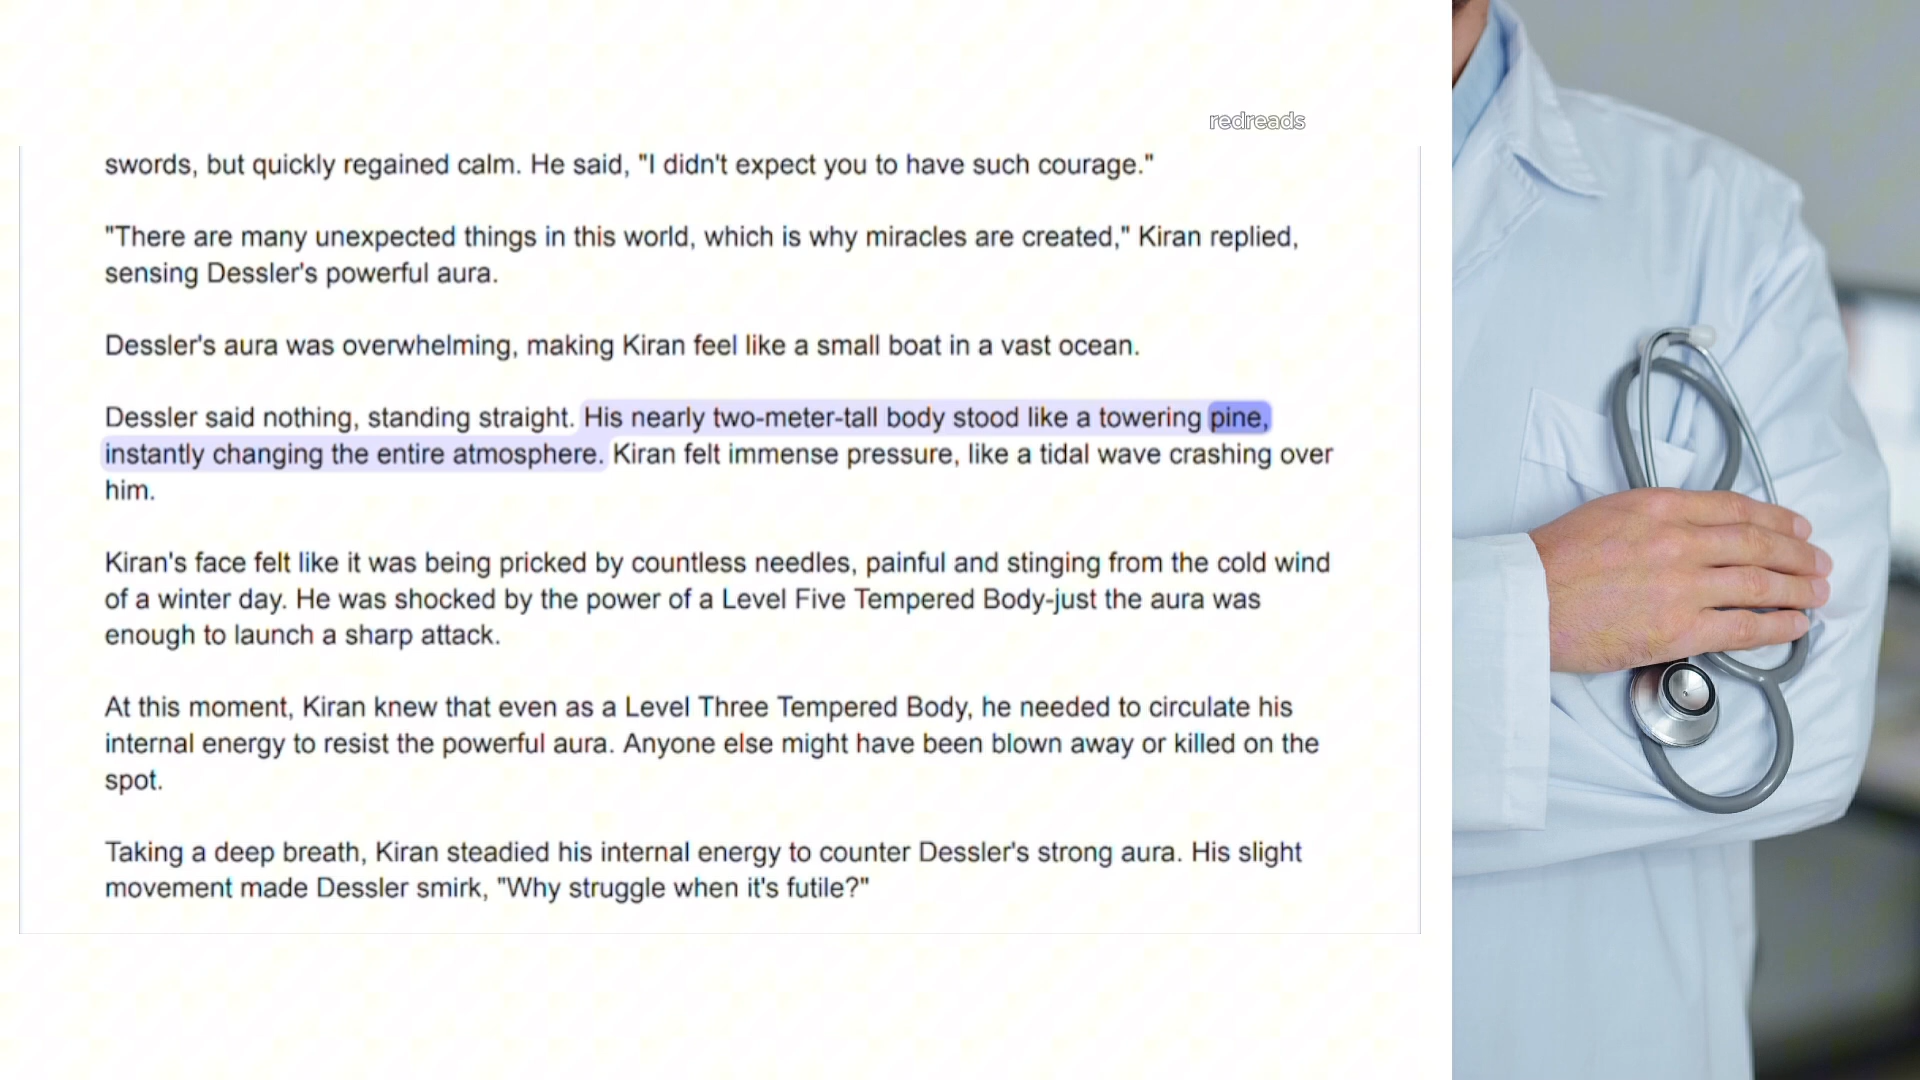 redreads
swords, but quickly regained calm. He said, "I didn't expect you to have such courage."
"There are many unexpected things in this world, which is why miracles are created," Kiran replied,
sensing Dessler's powerful aura.
Dessler's aura was overwhelming, making Kiran feel like a small boat in a vast ocean.
Dessler said nothing, standing straight. His nearly two-meter-tall body stood like a towering pine,
instantly changing the entire atmosphere. Kiran felt immense pressure, like a tidal wave crashing over
him.
Kiran's face felt like it was being pricked by countless needles, painful and stinging from the cold wind
of a winter day. He was shocked by the power of a Level Five Tempered Body-just the aura was
enough to launch a sharp attack.
At this moment, Kiran knew that even as a Level Three Tempered Body, he needed to circulate his
internal energy to resist the powerful aura. Anyone else might have been blown away or killed on the
spot.
Taking a deep breath, Kiran steadied his internal energy to counter Dessler's strong aura. His slight
movement made Dessler smirk, "Why struggle when it's futile?"